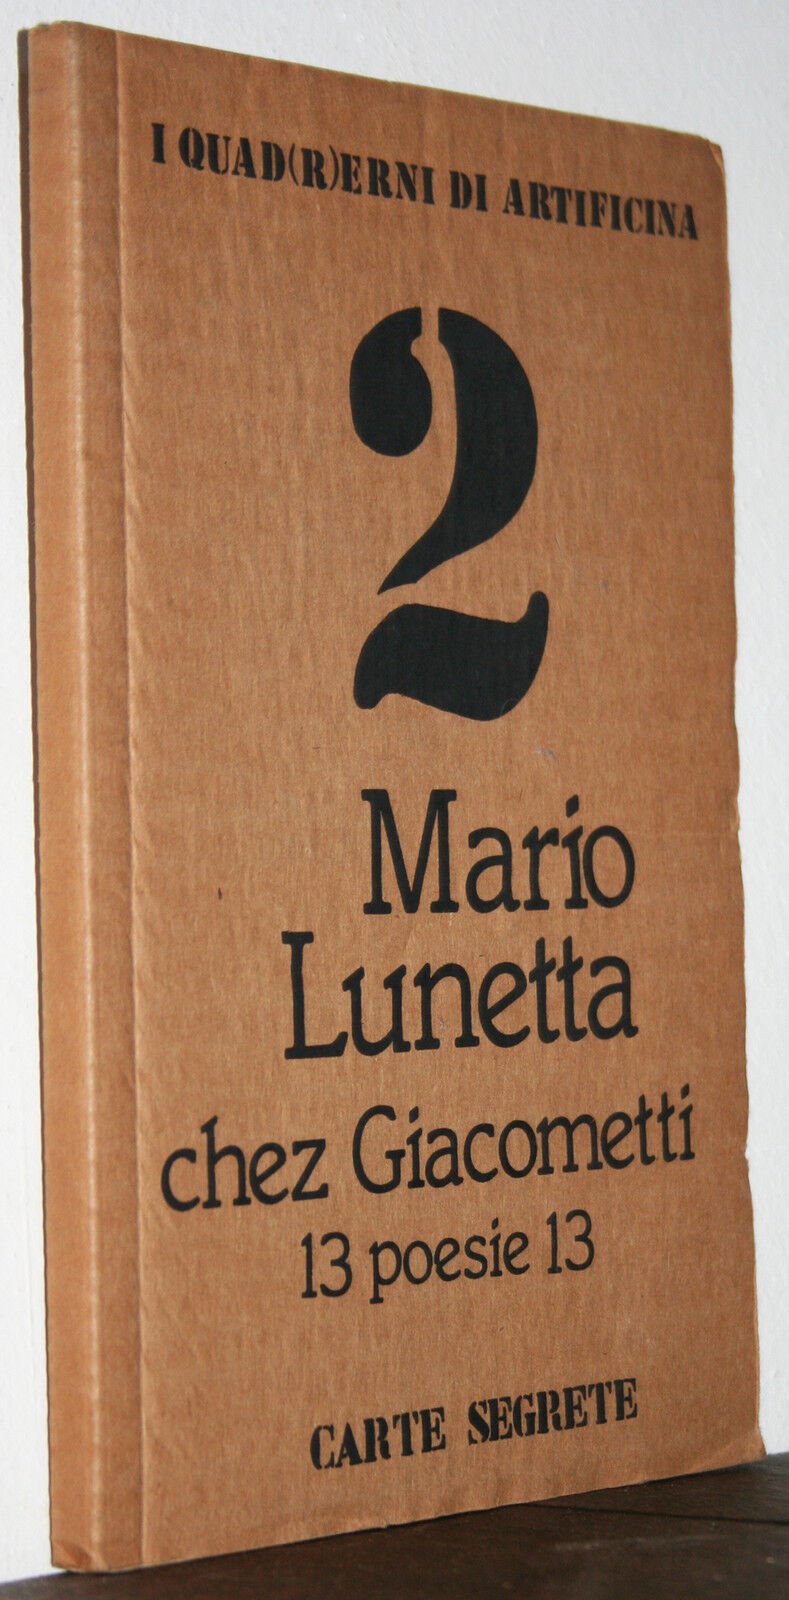 I QUAD(R)ERNI DI ARTIFICINA
2
Mario
Lunetta
chez Giacometti
13 poesie 13
CARTE SEGRETE